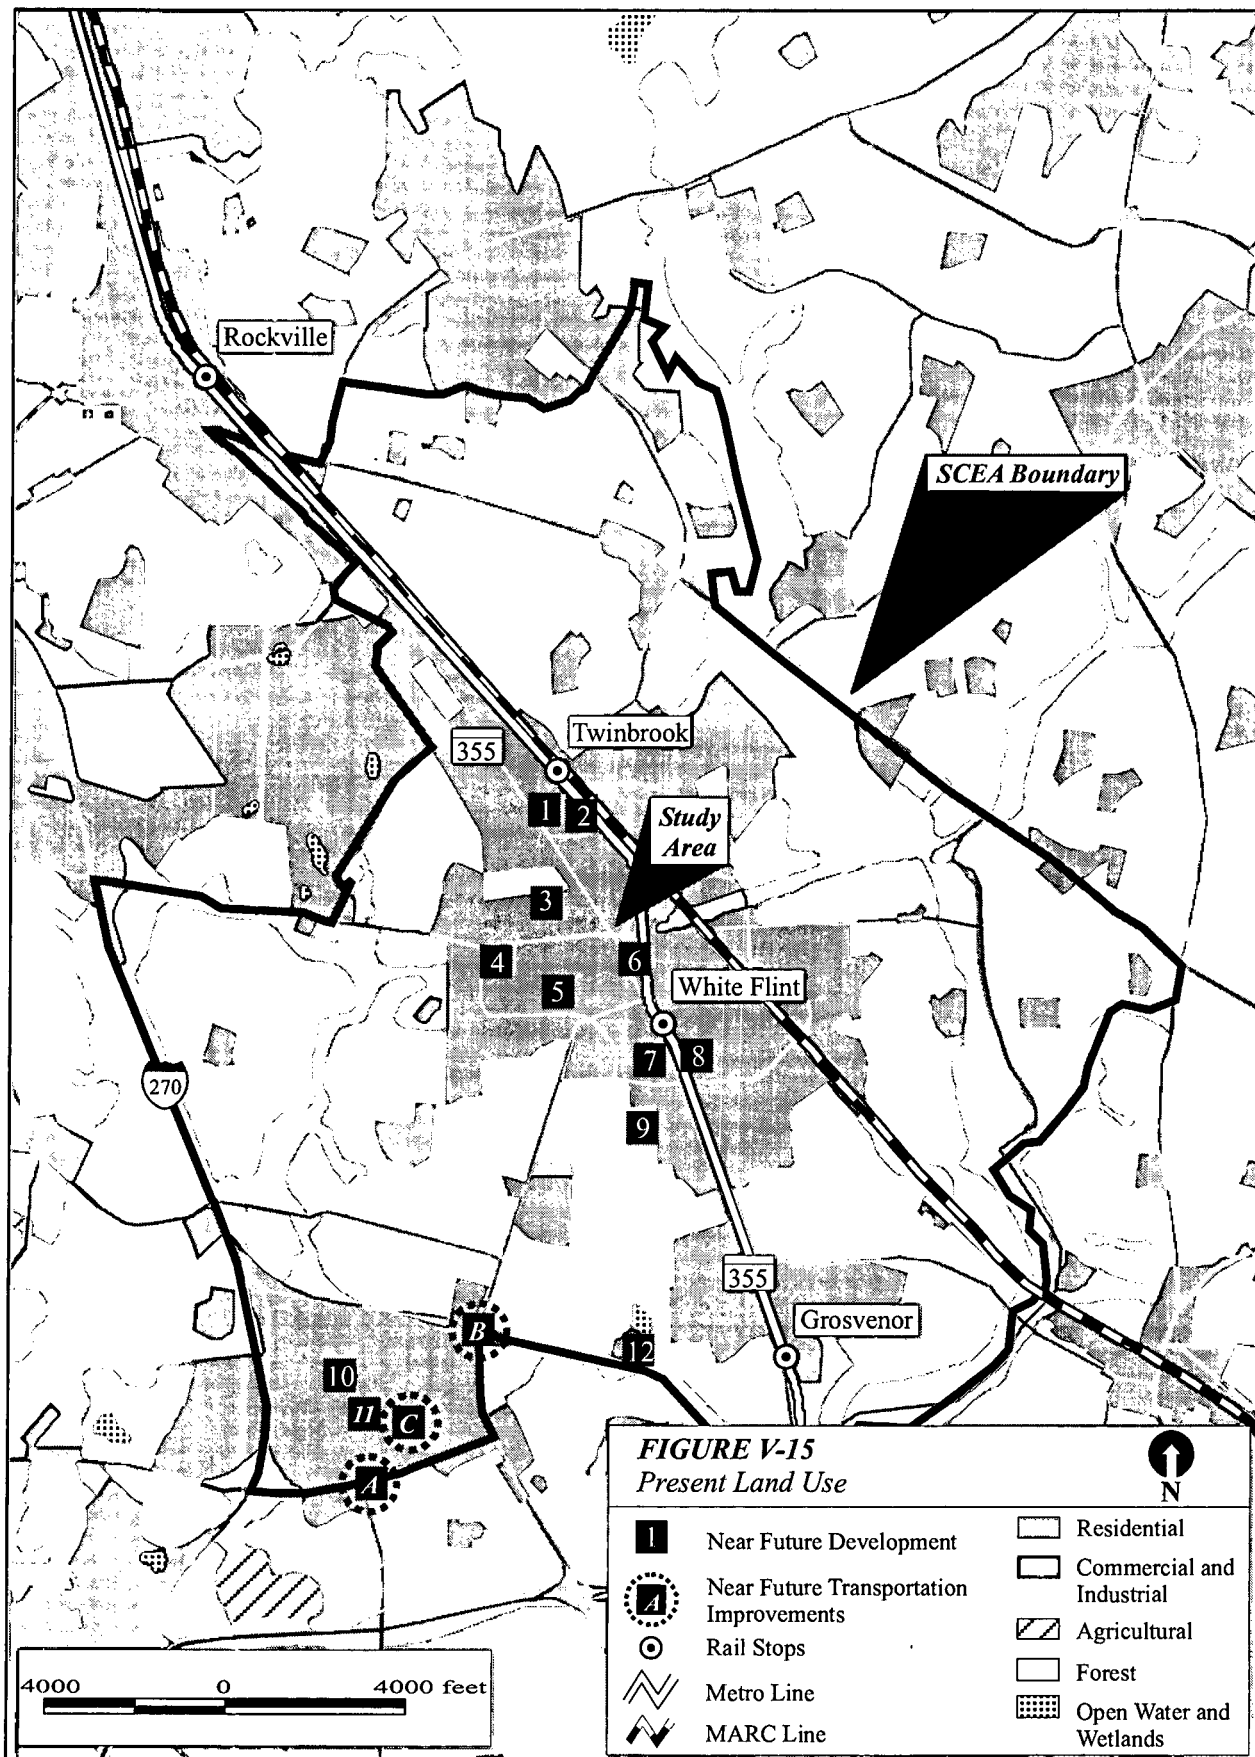 Rockville
SCEA Boundary
Twinbrook
355
1
2
Study
Area
3
4
6
5
White Flint
270
7
8
9
355
Grosvenor
B
12
10
11
C
A
FIGURE V-15
Present Land Use
N
1 Near Future Development
A Near Future Transportation
Improvements
Rail Stops
Metro Line
MARC Line
Residential
Commercial and
Industrial
Agricultural
Forest
Open Water and
Wetlands
4000 0 4000 feet